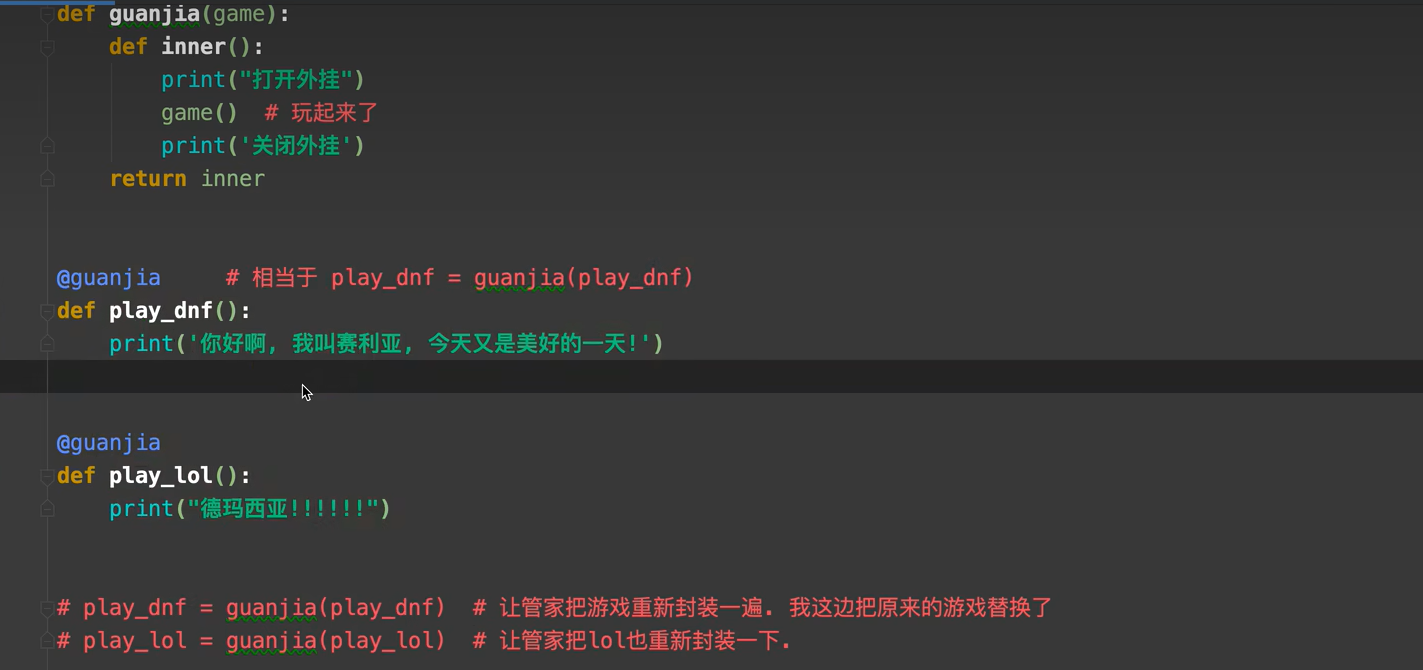 def guanjia(game):
    def inner():
        print("打开外挂")
        game()  # 玩起来了
        print('关闭外挂')
    return inner
@guanjia     # 相当于 play_dnf = guanjia(play_dnf)
def play_dnf():
    print('你好啊, 我叫赛利亚, 今天又是美好的一天!')
@guanjia
def play_lol():
    print("德玛西亚!!!!!!")
# play_dnf = guanjia(play_dnf)  # 让管家把游戏重新封装一遍. 我这边把原来的游戏替换了
# play_lol = guanjia(play_lol)  # 让管家把lol也重新封装一下.